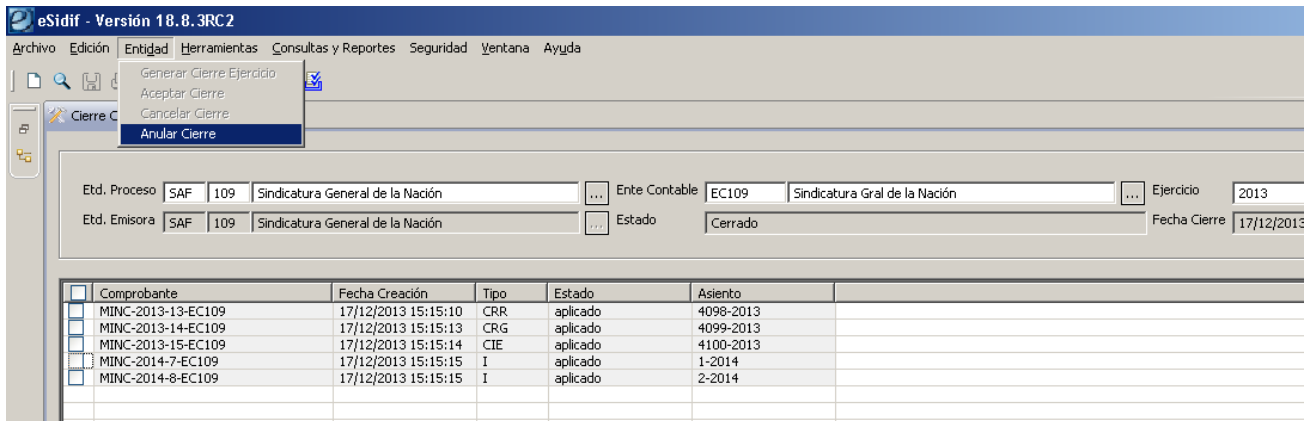 eSidif - Versión 18.8.3RC2
Archivo Edición Entidad Herramientas Consultas y Reportes Seguridad Ventana Ayuda
Generar Cierre Ejercicio
Aceptar Cierre
Cancelar Cierre
Anular Cierre
Cierre C
Etd. Proceso SAF 109 Sindicatura General de la Nación ... Ente Contable EC109 Sindicatura Gral de la Nación ... Ejercicio 2013
Etd. Emisora SAF 109 Sindicatura General de la Nación ... Estado Cerrado Fecha Cierre 17/12/2013
Comprobante Fecha Creación Tipo Estado Asiento
MINC-2013-13-EC109 17/12/2013 15:15:10 CRR aplicado 4098-2013
MINC-2013-14-EC109 17/12/2013 15:15:13 CRG aplicado 4099-2013
MINC-2013-15-EC109 17/12/2013 15:15:14 CIE aplicado 4100-2013
MINC-2014-7-EC109 17/12/2013 15:15:15 I aplicado 1-2014
MINC-2014-8-EC109 17/12/2013 15:15:15 I aplicado 2-2014